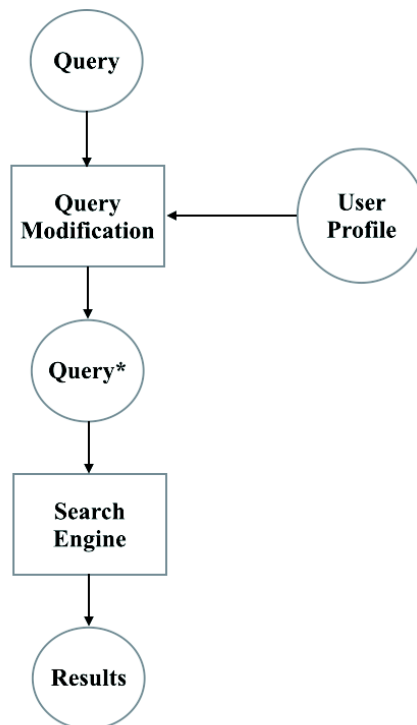 Query
Query
Modification
User
Profile
Query*
Search
Engine
Results